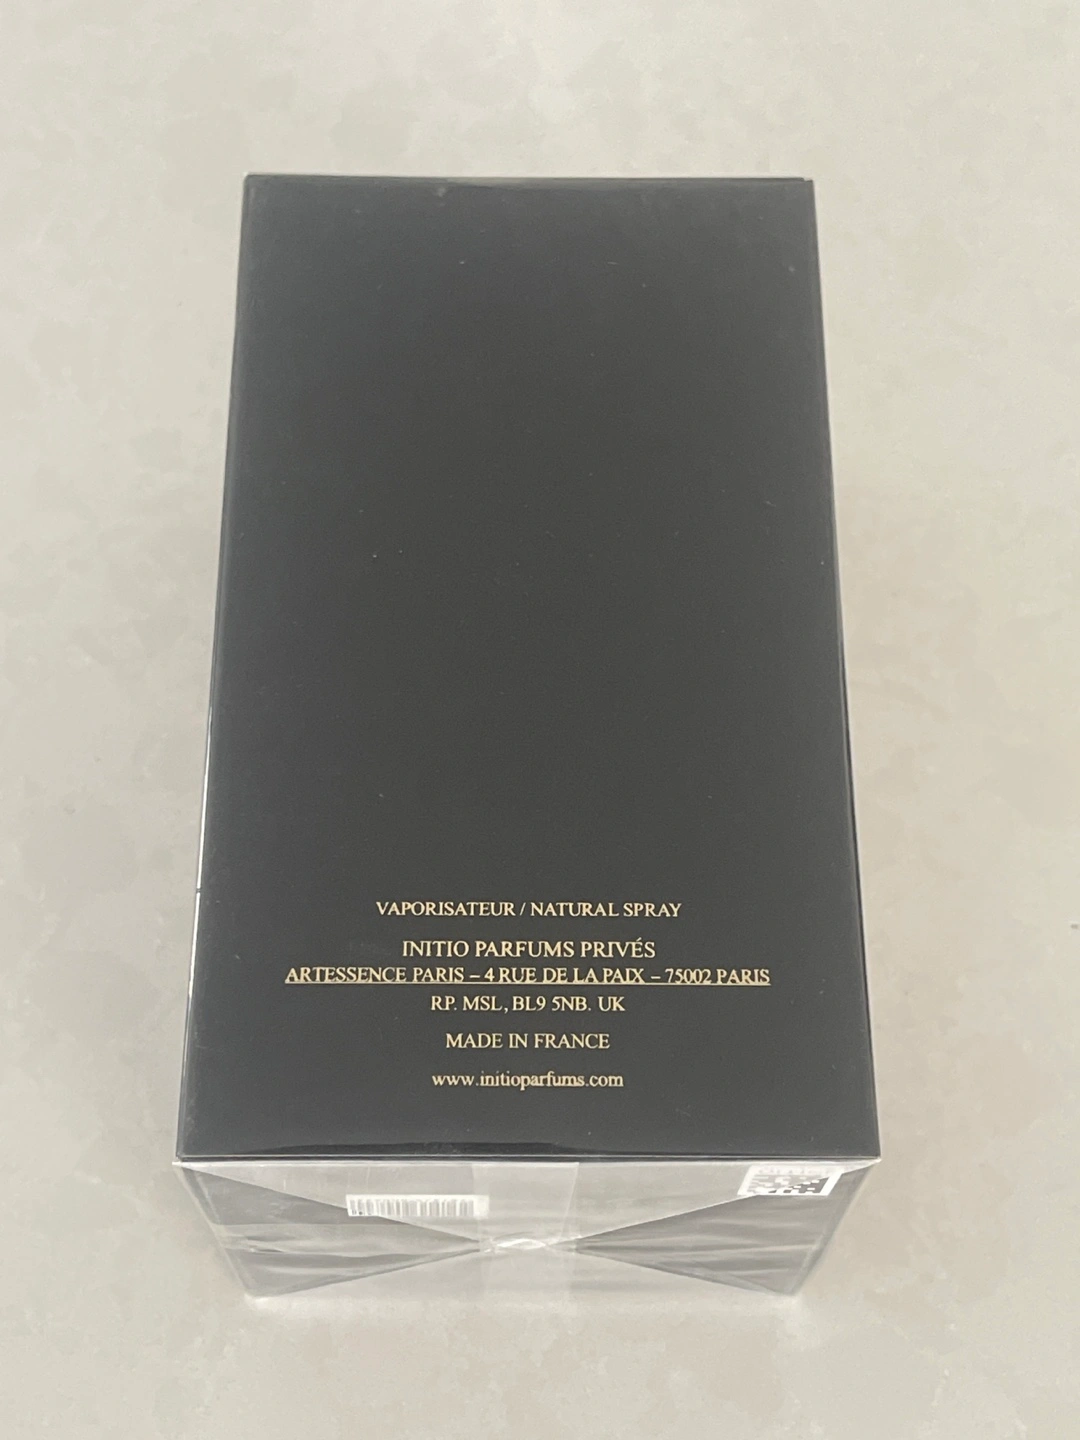 VAPORISATEUR / NATURAL SPRAY
INITIO PARFUMS PRIVÉS
ARTESSENCE PARIS – 4 RUE DE LA PAIX – 75002 PARIS
RP. MSL, BL9 5NB. UK
MADE IN FRANCE
www.initioparfums.com